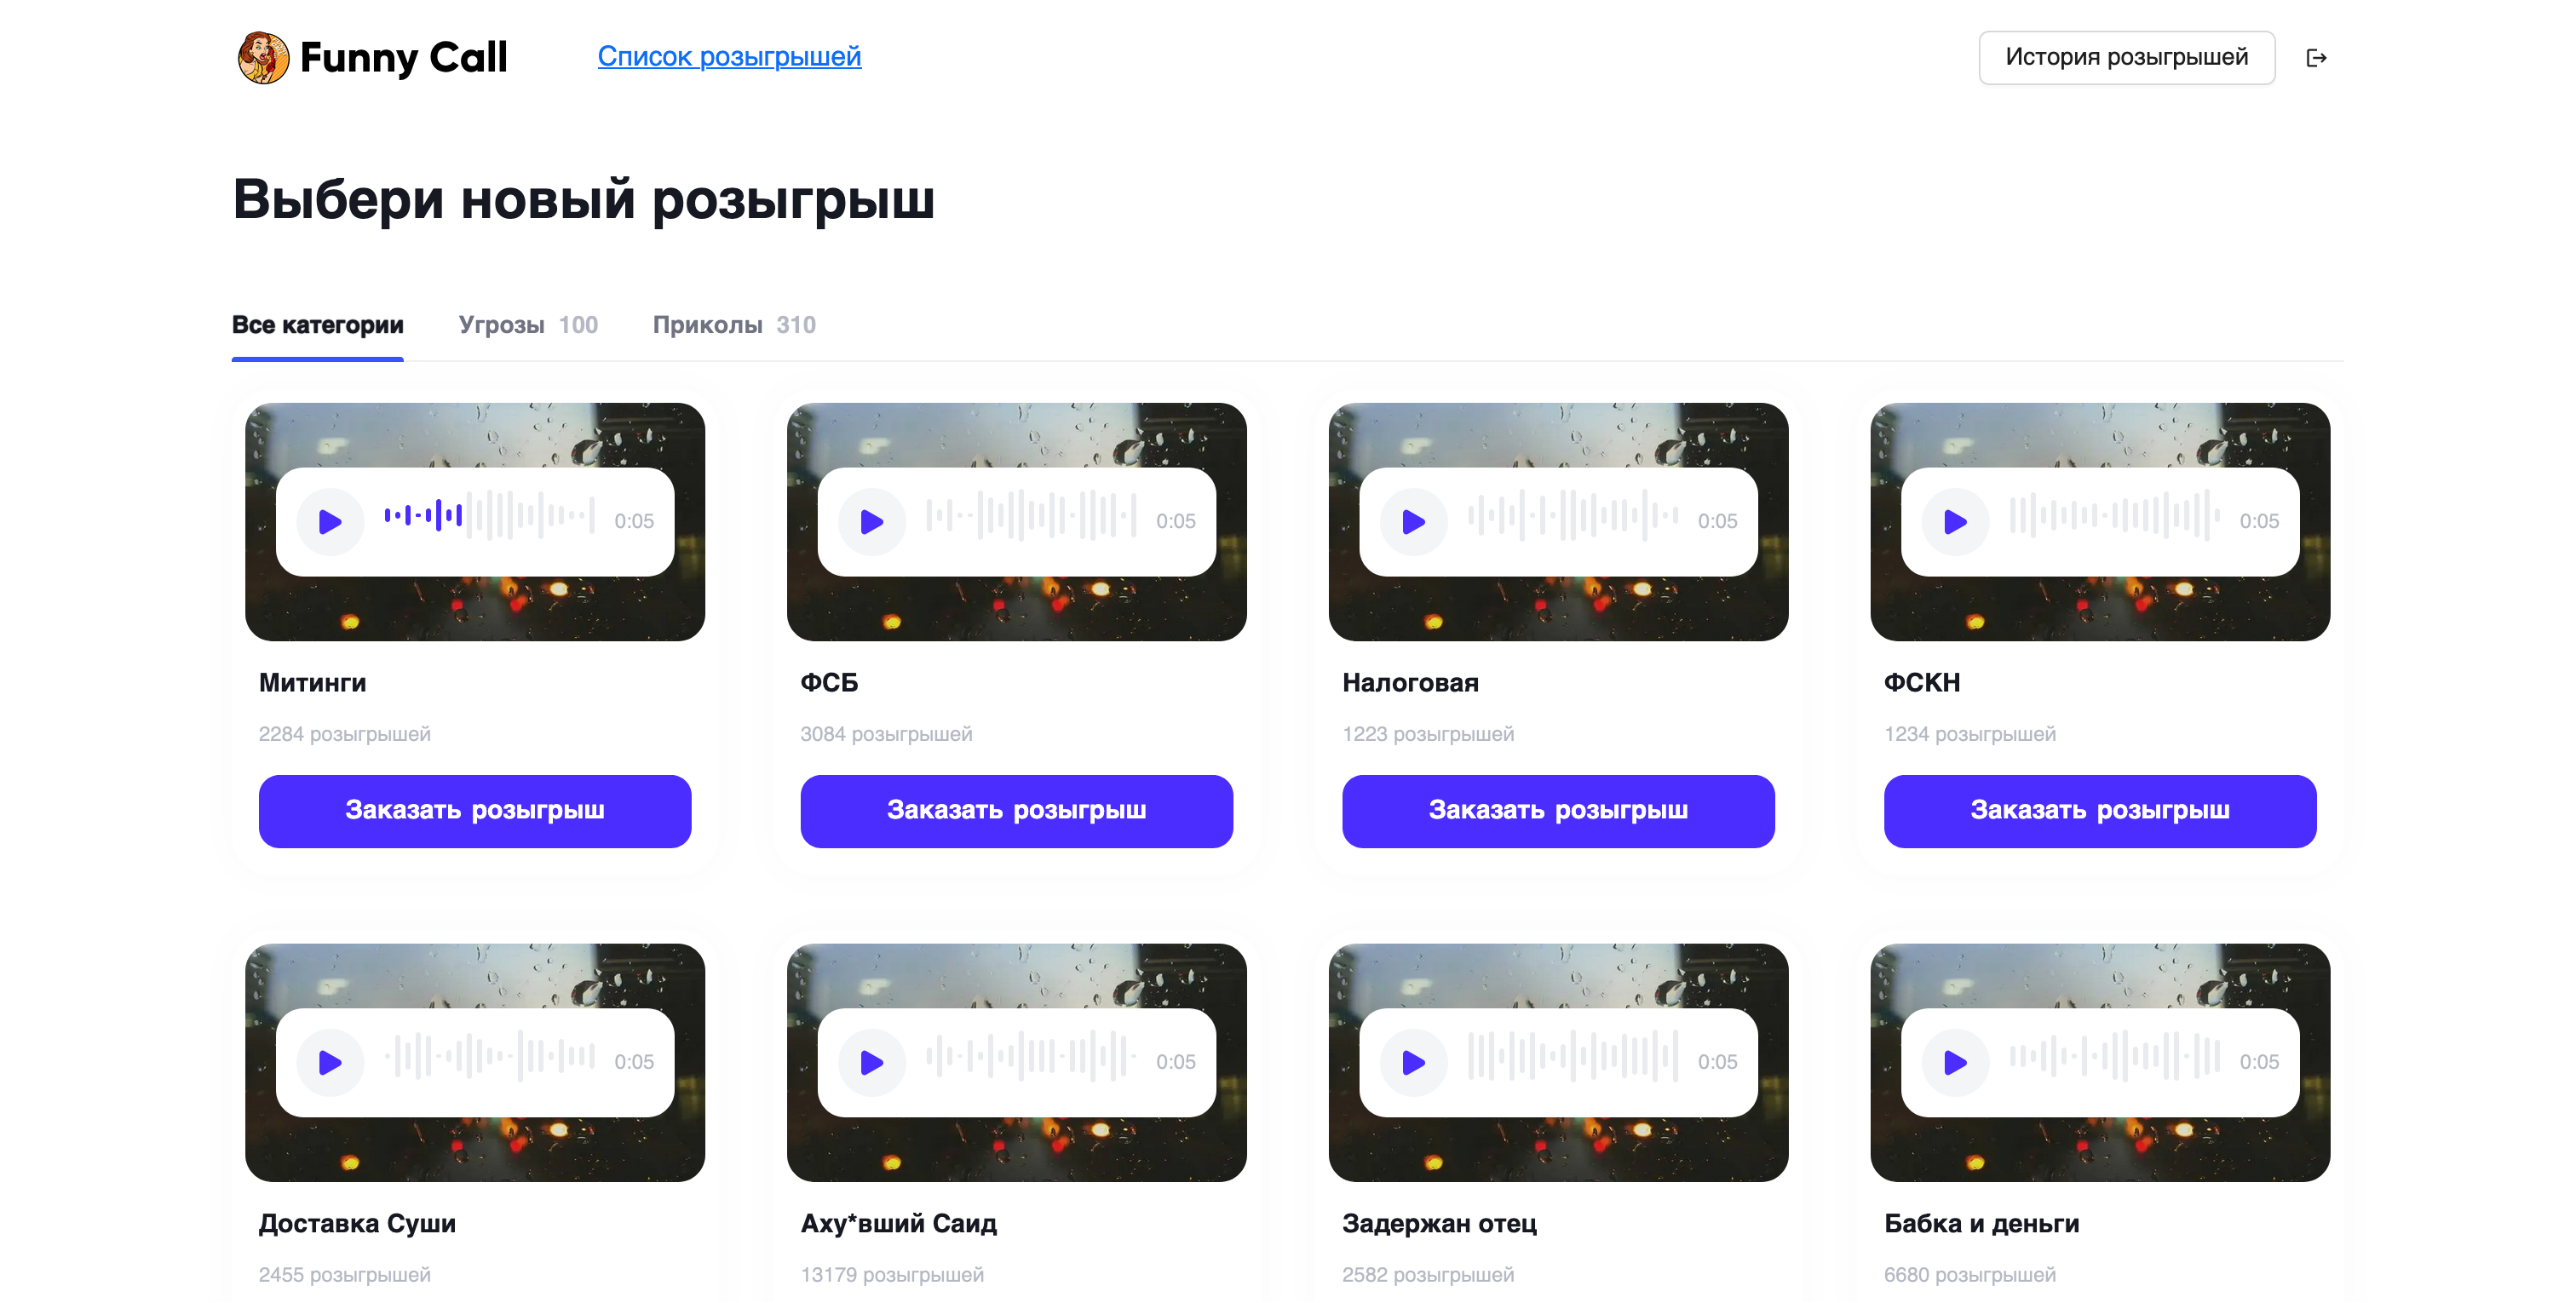 Funny Call
Список розыгрышей
История розыгрышей
Выбери новый розыгрыш
Все категории
Угрозы 100
Приколы 310
0:05
0:05
0:05
0:05
Митинги
ФСБ
Налоговая
ФСКН
2284 розыгрышей
3084 розыгрышей
1223 розыгрышей
1234 розыгрышей
Заказать розыгрыш
Заказать розыгрыш
Заказать розыгрыш
Заказать розыгрыш
0:05
0:05
0:05
0:05
Доставка Суши
Аху*вший Саид
Задержан отец
Бабка и деньги
2455 розыгрышей
13179 розыгрышей
2582 розыгрышей
6680 розыгрышей